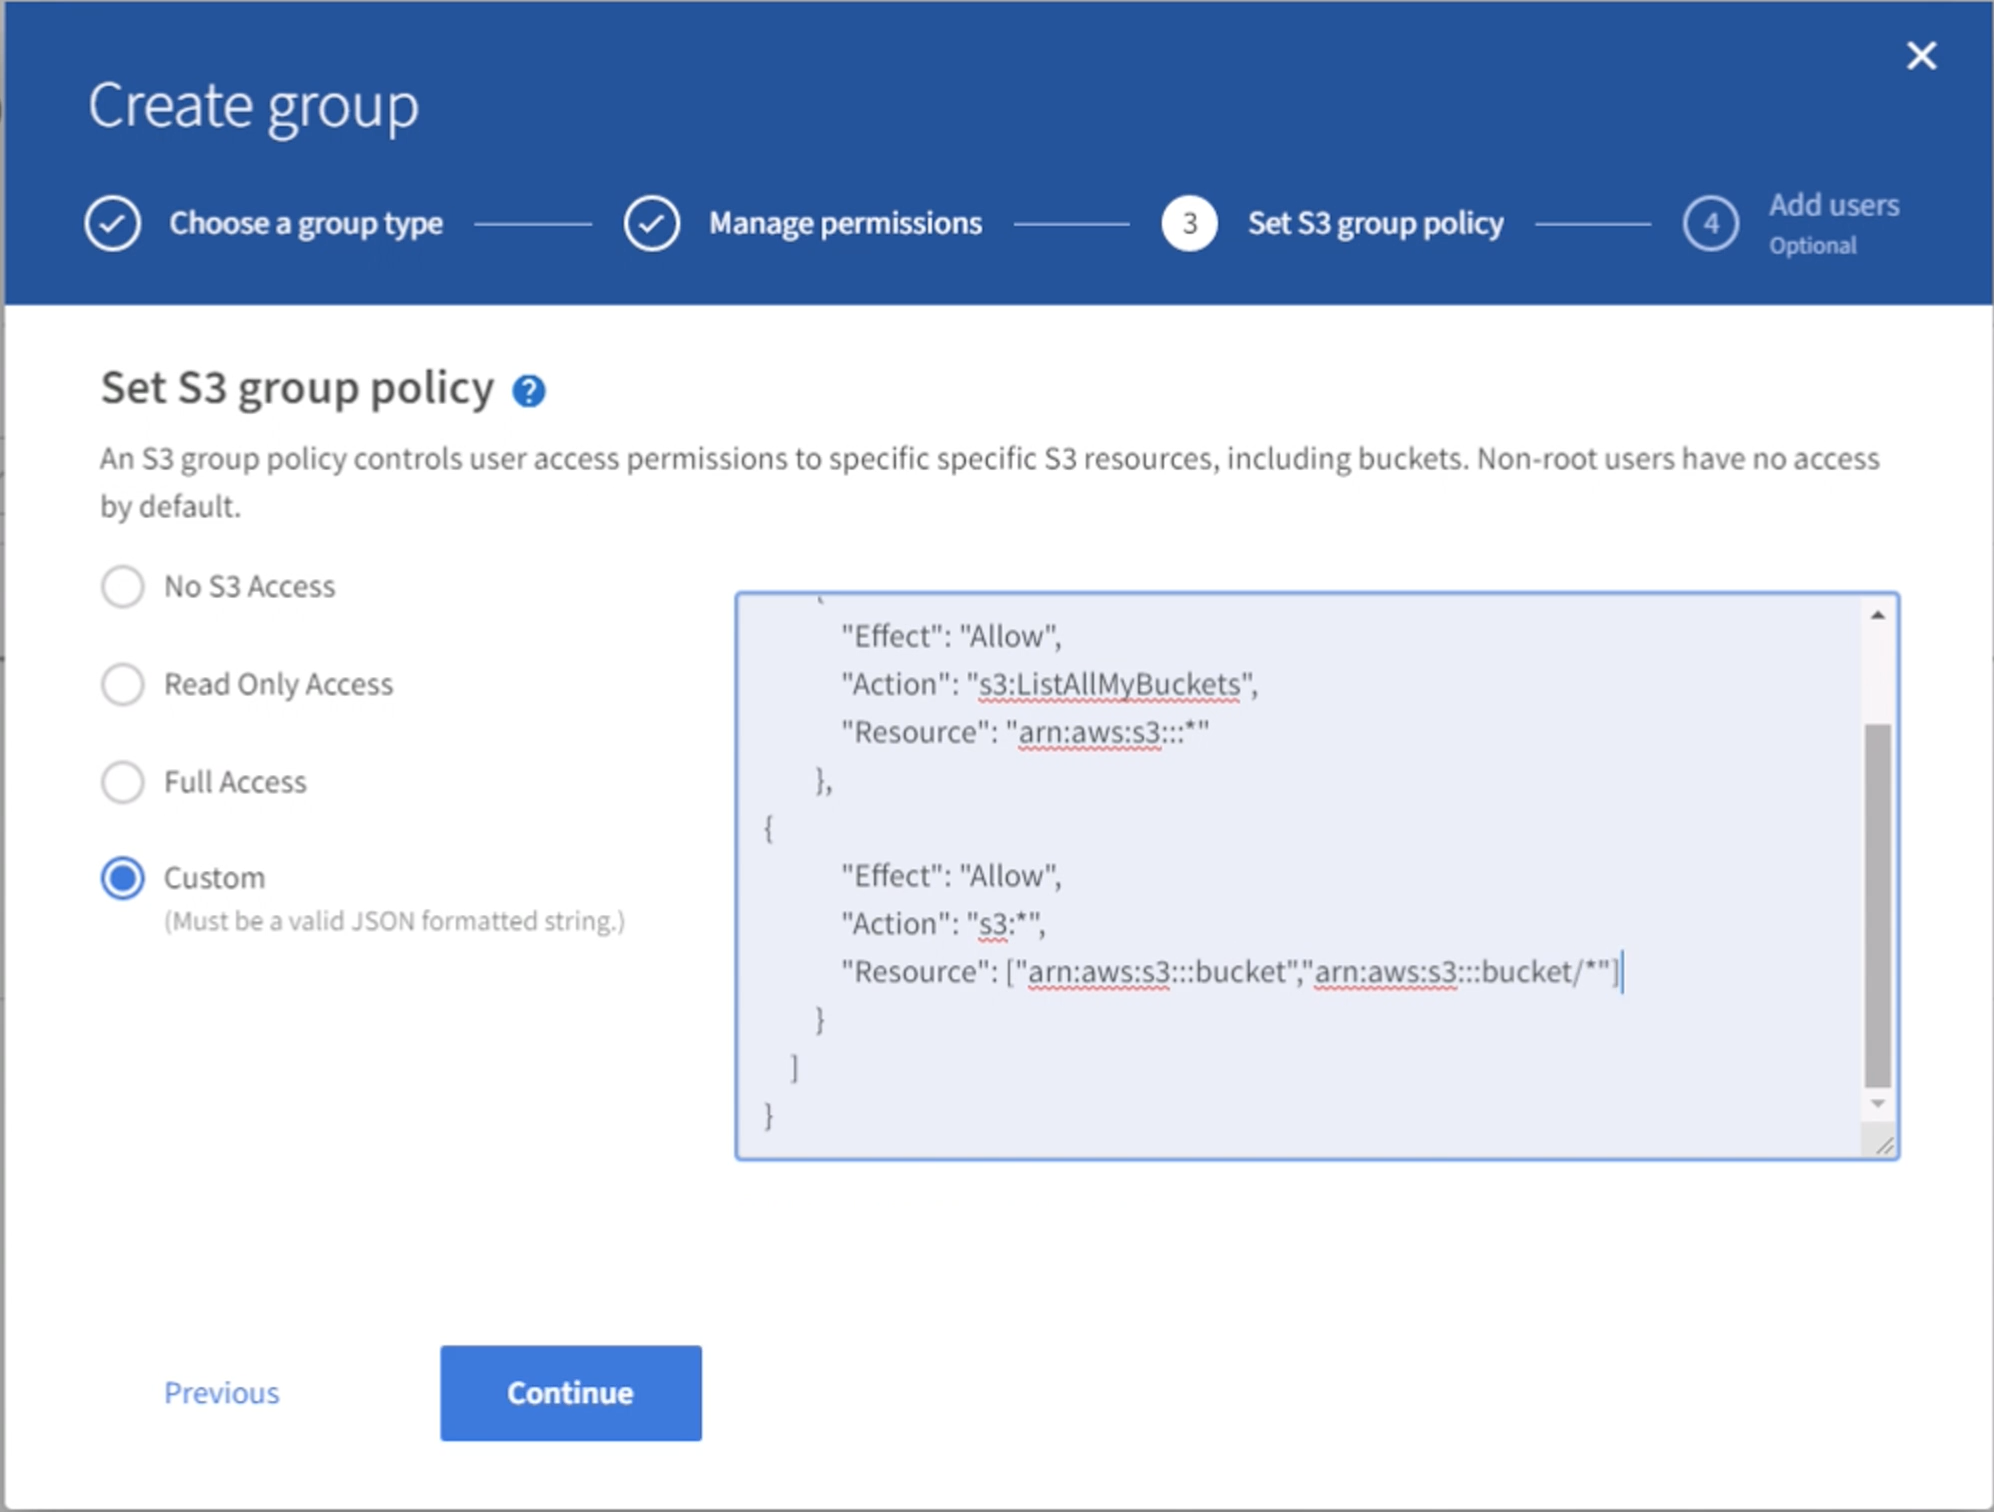 Create group
Choose a group type
Manage permissions
3
Set S3 group policy
4
Add users
Optional
Set S3 group policy ?
An S3 group policy controls user access permissions to specific specific S3 resources, including buckets. Non-root users have no access
by default.
No S3 Access
Read Only Access
Full Access
Custom
(Must be a valid JSON formatted string.)
"Effect": "Allow",
"Action": "s3:ListAllMyBuckets",
"Resource": "arn:aws:s3:::*"
},
{
"Effect": "Allow",
"Action": "s3:*",
"Resource": ["arn:aws:s3:::bucket","arn:aws:s3:::bucket/*"]
}
]
}
Previous
Continue